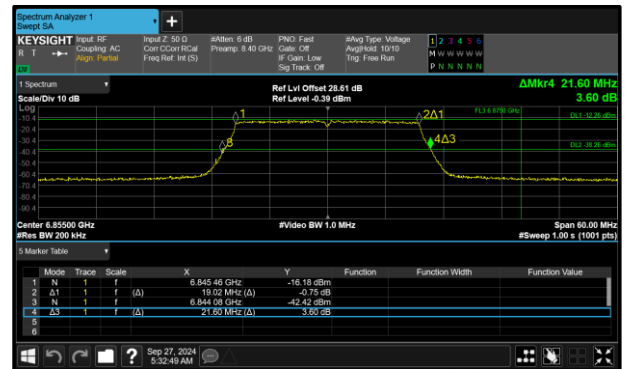 Spectrum Analyzer 1
Swept SA
+
KEYSIGHT Input: RF Input Z: 50 Ω #Atten: 6 dB PNO: Fast #Avg Type: Voltage 1 2 3 4 5 6
R T Coupling: AC Corr CCorr RCal Preamp: 8.40 GHz Gate: Off Avg|Hold: 10/10 M W W W W W
Align: Partial Freq Ref: Int (S) IF Gain: Low Trig: Free Run
Sig Track: Off P N N N N N
1 Spectrum Ref Lvl Offset 28.61 dB ΔMkr4 21.60 MHz
Scale/Div 10 dB Ref Level -0.39 dBm 3.60 dB
Log
-10.4 1 2Δ1 DL1 -12.26 dBm
-20.4
-30.4 4Δ3 DL2 -38.26 dBm
-40.4
-50.4
-60.4
-70.4
-80.4
-90.4
Center 6.85500 GHz #Video BW 1.0 MHz Span 60.00 MHz
#Res BW 200 kHz #Sweep 1.00 s (1001 pts)
5 Marker Table
Mode Trace Scale X Y Function Function Width Function Value
1 N 1 f 6.845 46 GHz -16.18 dBm
2 Δ1 1 f (Δ) 19.02 MHz (Δ) -0.75 dB
3 N 1 f 6.844 08 GHz -42.42 dBm
4 Δ3 1 f (Δ) 21.60 MHz (Δ) 3.60 dB
5
6
? Sep 27, 2024
5:32:49 AM